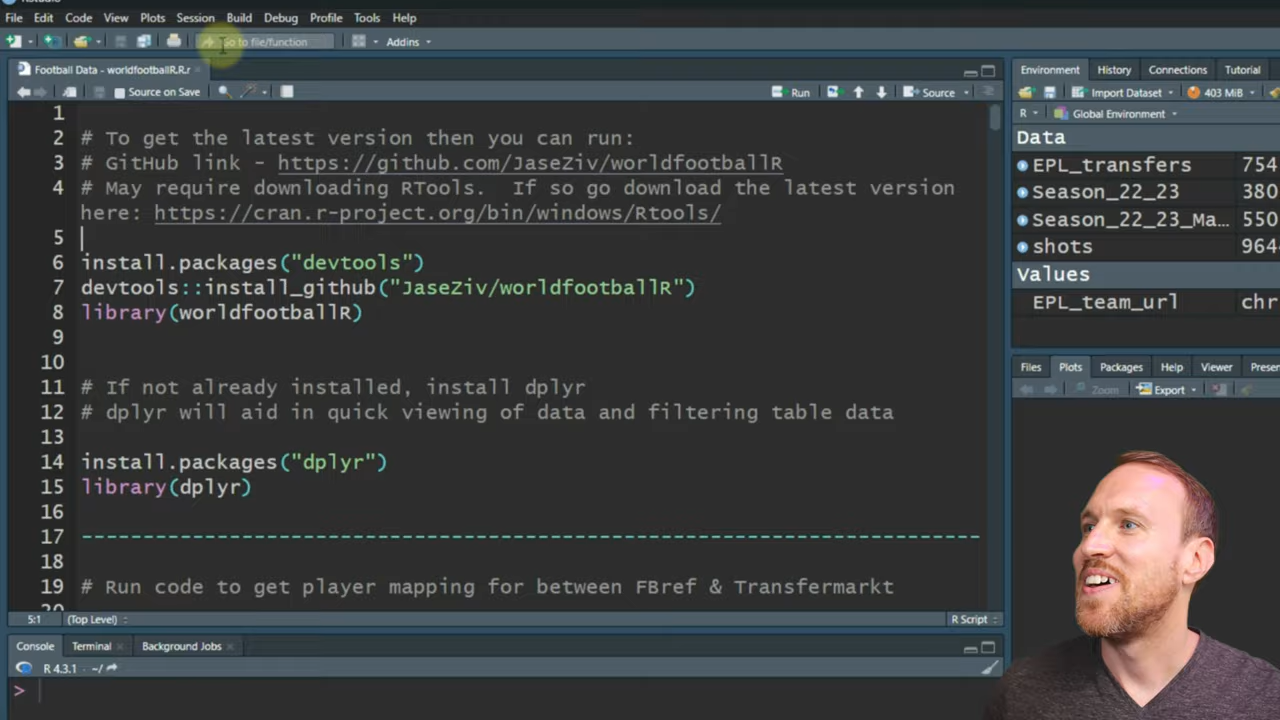 File Edit Code View Plots Session Build Debug Profile Tools Help
Go to file/function Addins
Football Data - worldfootballR.R.r
Source on Save Run Source
1
2 # To get the latest version then you can run:
3 # GitHub link - https://github.com/JaseZiv/worldfootballR
4 # May require downloading RTools.  If so go download the latest version
here: https://cran.r-project.org/bin/windows/Rtools/
5
6 install.packages("devtools")
7 devtools::install_github("JaseZiv/worldfootballR")
8 library(worldfootballR)
9
10
11 # If not already installed, install dplyr
12 # dplyr will aid in quick viewing of data and filtering table data
13
14 install.packages("dplyr")
15 library(dplyr)
16
17 -------------------------------------------------------------------------
18
19 # Run code to get player mapping for between FBref & Transfermarkt
5:1 (Top Level) R Script
Console Terminal Background Jobs
R 4.3.1 · ~/
>
Environment History Connections Tutorial
Import Dataset 403 MiB
R Global Environment
Data
EPL_transfers 754
Season_22_23 380
Season_22_23_Ma... 550
shots 964
Values
EPL_team_url chr
Files Plots Packages Help Viewer Presen
Zoom Export